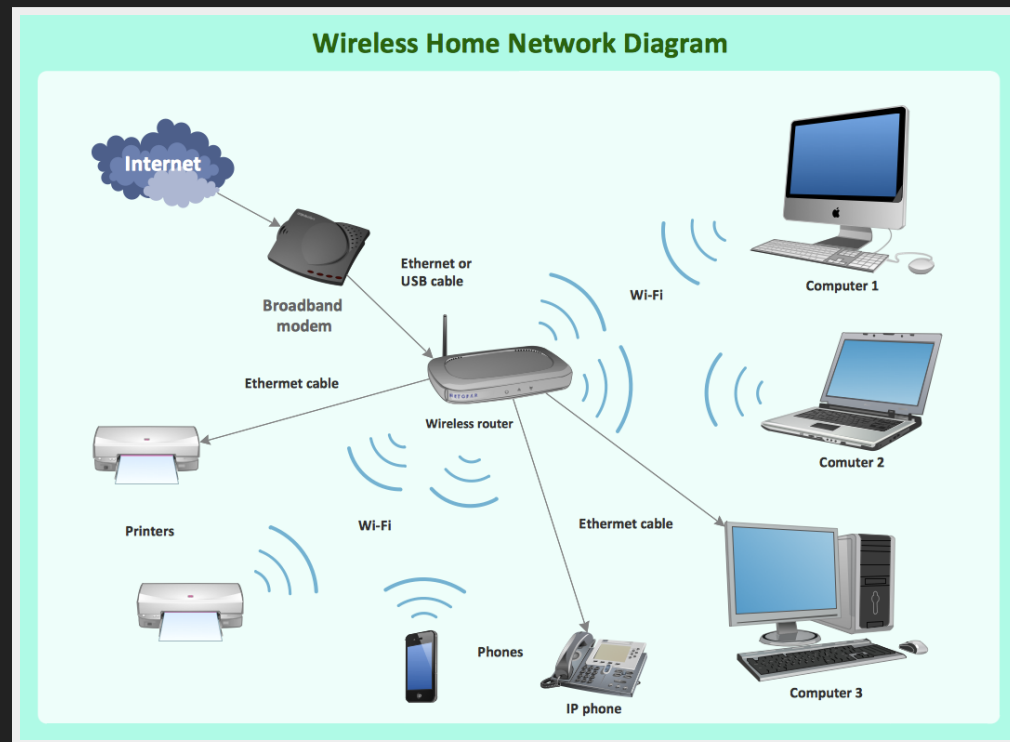 Wireless Home Network Diagram
Internet
Broadband
modem
Ethernet or
USB cable
Wi-Fi
Computer 1
Ethermet cable
NETGEAR
Wireless router
Comuter 2
Printers
Wi-Fi
Ethermet cable
Phones
IP phone
Computer 3